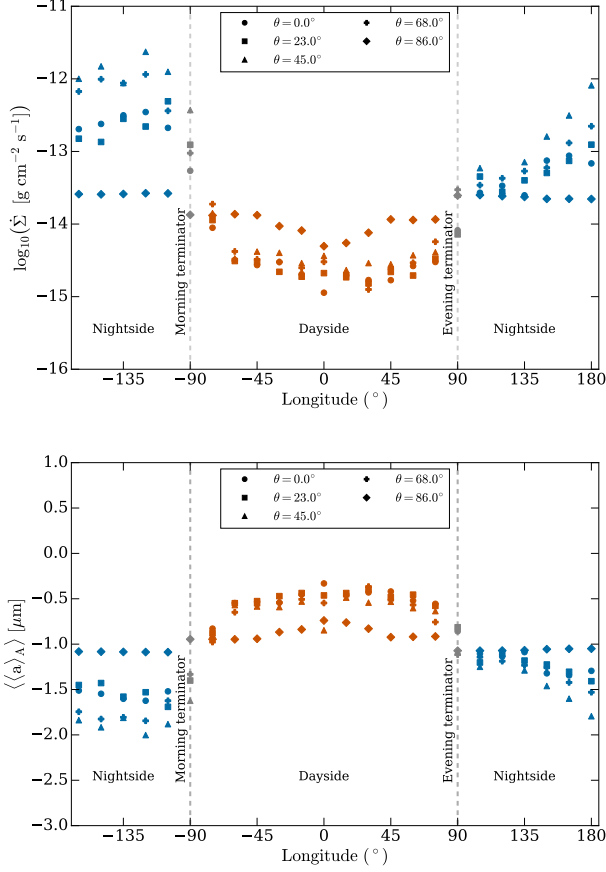 −11
−12
−13
−14
−15
−16
log₁₀(Σ̇ [g cm⁻² s⁻¹])
θ = 0.0°
θ = 23.0°
θ = 45.0°
θ = 68.0°
θ = 86.0°
Nightside
Morning terminator
Dayside
Evening terminator
Nightside
−135 −90 −45 0 45 90 135 180
Longitude (°)
1.0
0.5
0.0
−0.5
−1.0
−1.5
−2.0
−2.5
−3.0
⟨⟨a⟩_A⟩ [μm]
θ = 0.0°
θ = 23.0°
θ = 45.0°
θ = 68.0°
θ = 86.0°
Nightside
Morning terminator
Dayside
Evening terminator
Nightside
−135 −90 −45 0 45 90 135 180
Longitude (°)